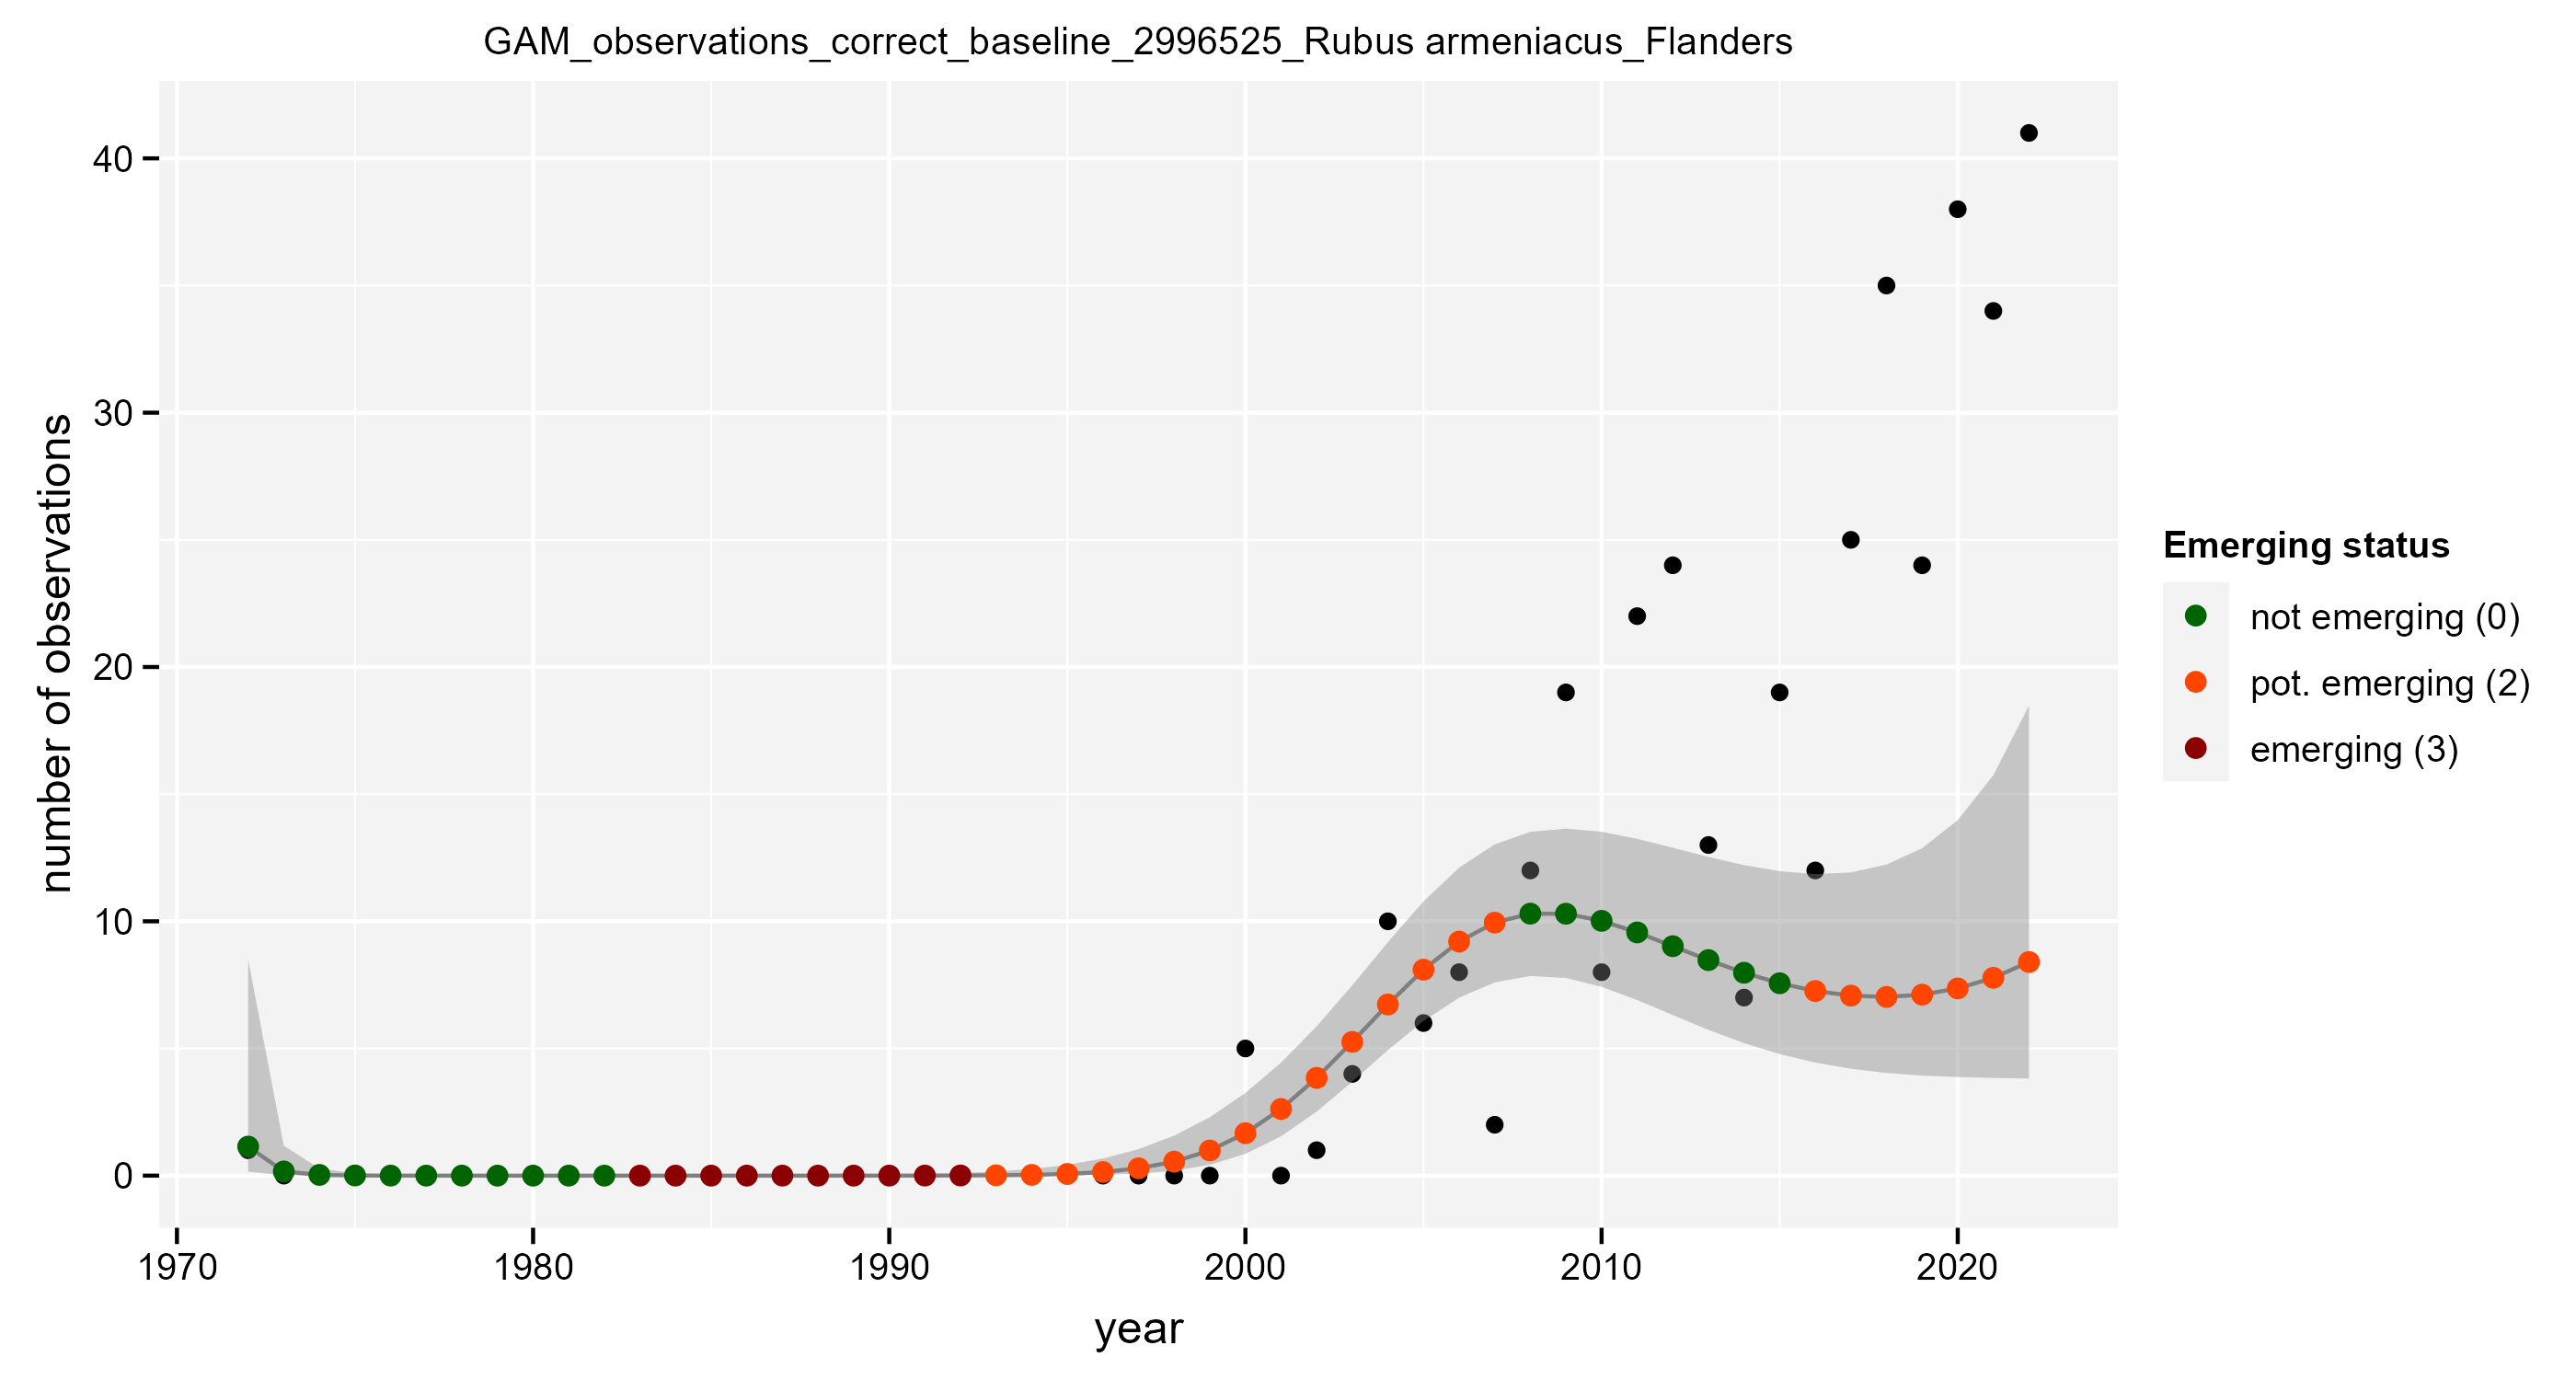 GAM_observations_correct_baseline_2996525_Rubus armeniacus_Flanders
number of observations
40
30
20
10
0
1970 1980 1990 2000 2010 2020
year
Emerging status
not emerging (0)
pot. emerging (2)
emerging (3)